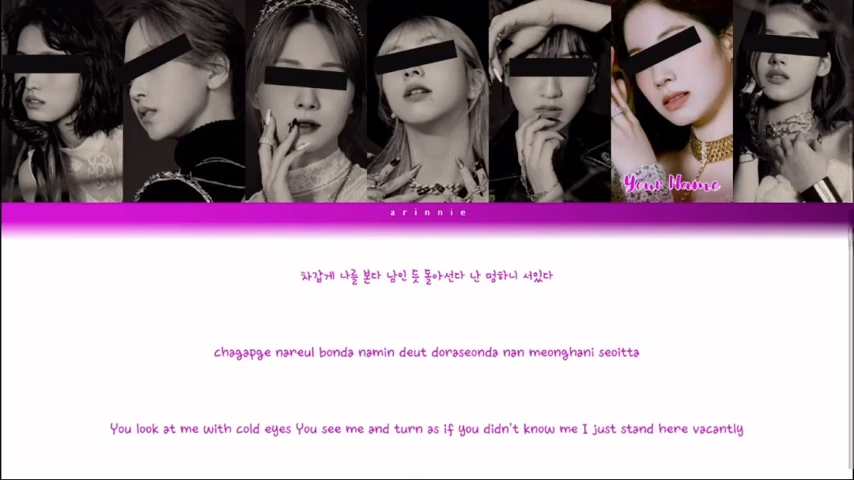 Your Name
arinnie
차갑게 나를 본다 남인 듯 돌아선다 난 멍하니 서있다
chagapge nareul bonda namin deut doraseonda nan meonghani seoitta
You look at me with cold eyes You see me and turn as if you didn't know me I just stand here vacantly